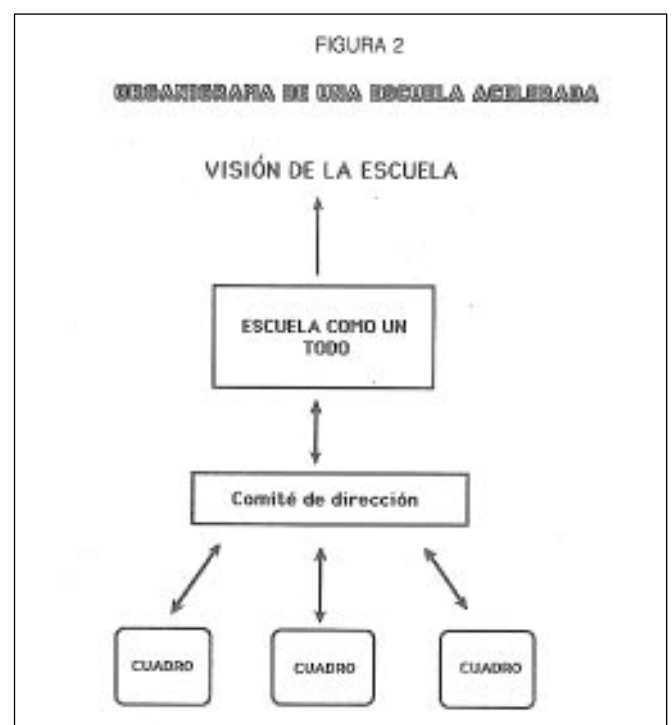 FIGURA 2
ORGANIGRAMA DE UNA ESCUELA ACELERADA
VISIÓN DE LA ESCUELA
ESCUELA COMO UN
TODO
Comité de dirección
CUADRO CUADRO CUADRO